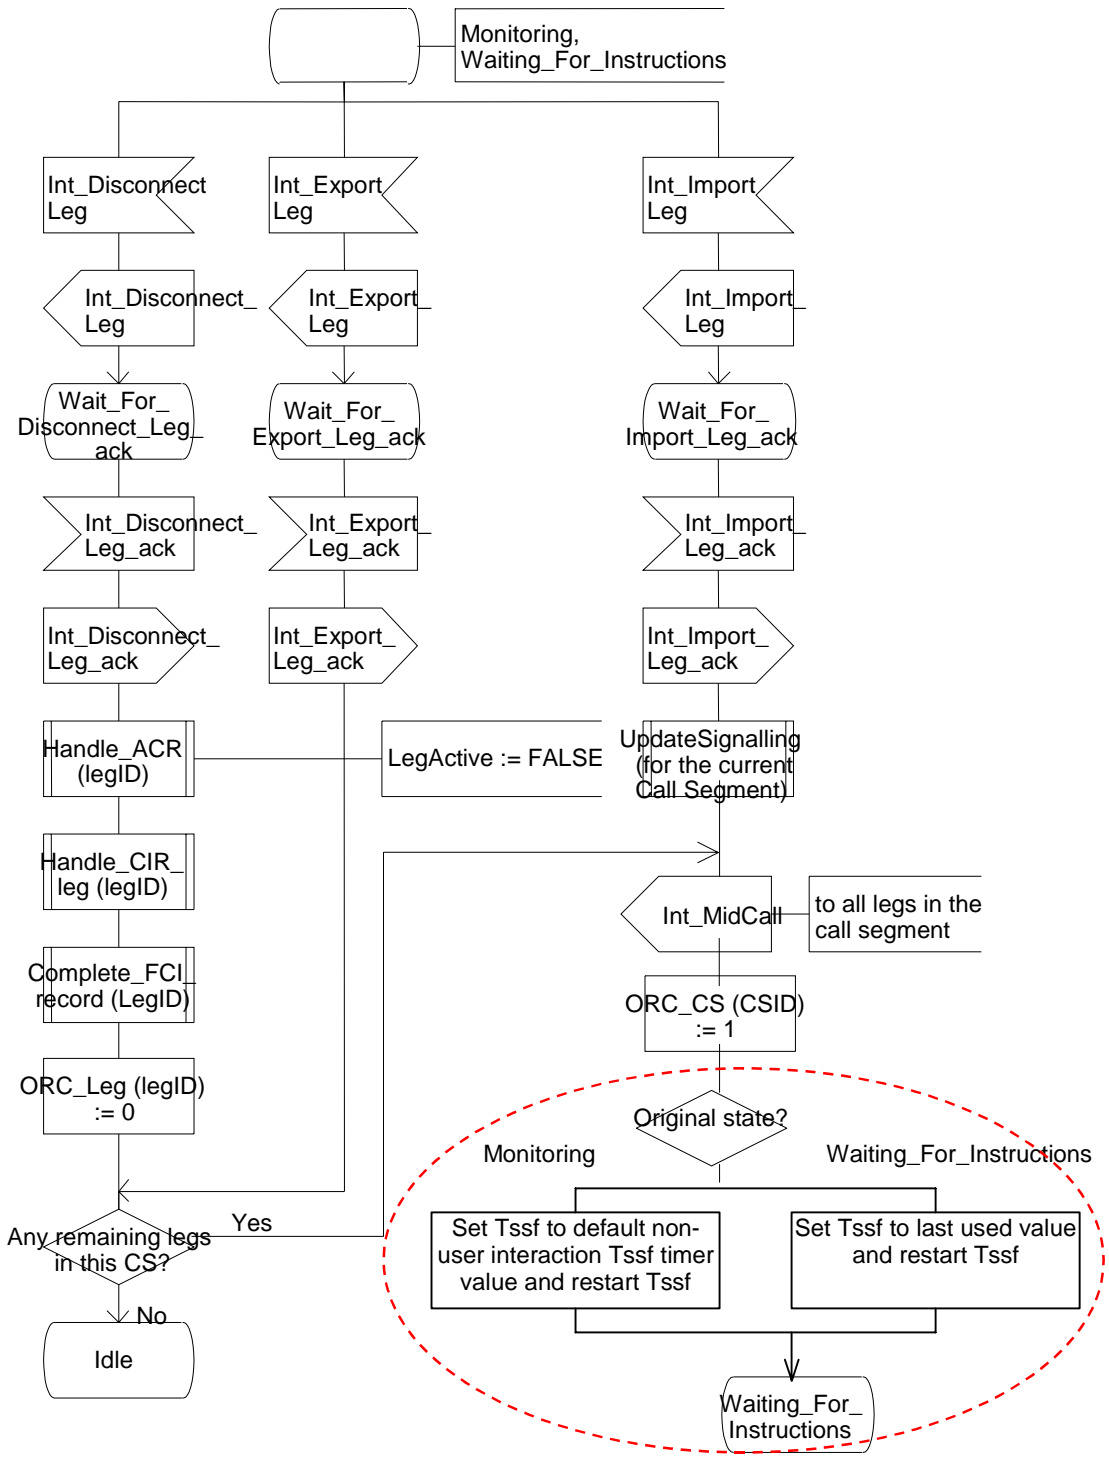 Monitoring,
Waiting_For_Instructions
Int_Disconnect
Leg
Int_Export
Leg
Int_Import
Leg
Int_Disconnect_
Leg
Int_Export_
Leg
Int_Import_
Leg
Wait_For_
Disconnect_Leg_
ack
Wait_For_
Export_Leg_ack
Wait_For_
Import_Leg_ack
Int_Disconnect_
Leg_ack
Int_Export_
Leg_ack
Int_Import_
Leg_ack
Int_Disconnect_
Leg_ack
Int_Export_
Leg_ack
Int_Import_
Leg_ack
Handle_ACR
(legID)
LegActive := FALSE
UpdateSignalling
(for the current
Call Segment)
Handle_CIR_
leg (legID)
Int_MidCall
to all legs in the
call segment
Complete_FCI_
record (LegID)
ORC_CS (CSID)
:= 1
ORC_Leg (legID)
:= 0
Original state?
Monitoring
Waiting_For_Instructions
Any remaining legs
in this CS?
Yes
No
Set Tssf to default non-
user interaction Tssf timer
value and restart Tssf
Set Tssf to last used value
and restart Tssf
Idle
Waiting_For_
Instructions